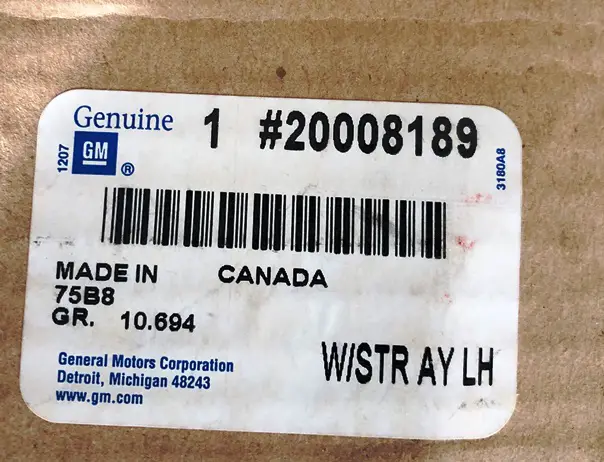 Genuine
GM
®
1207
1 #20008189
3180A8
MADE IN CANADA
75B8
GR. 10.694
General Motors Corporation
Detroit, Michigan 48243
www.gm.com
W/STR AY LH